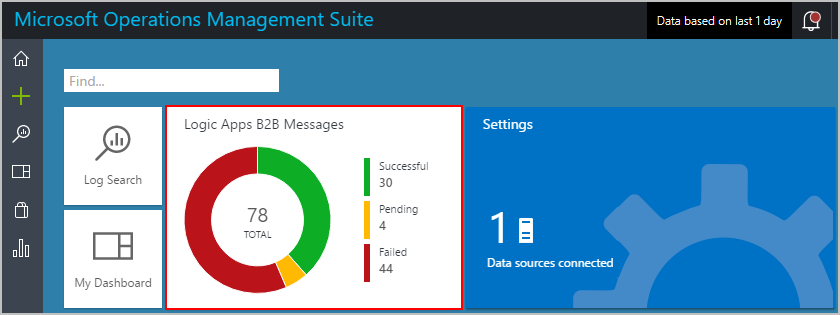 Microsoft Operations Management Suite
Data based on last 1 day
Find...
Log Search
My Dashboard
Logic Apps B2B Messages
78
TOTAL
Successful
30
Pending
4
Failed
44
Settings
1
Data sources connected